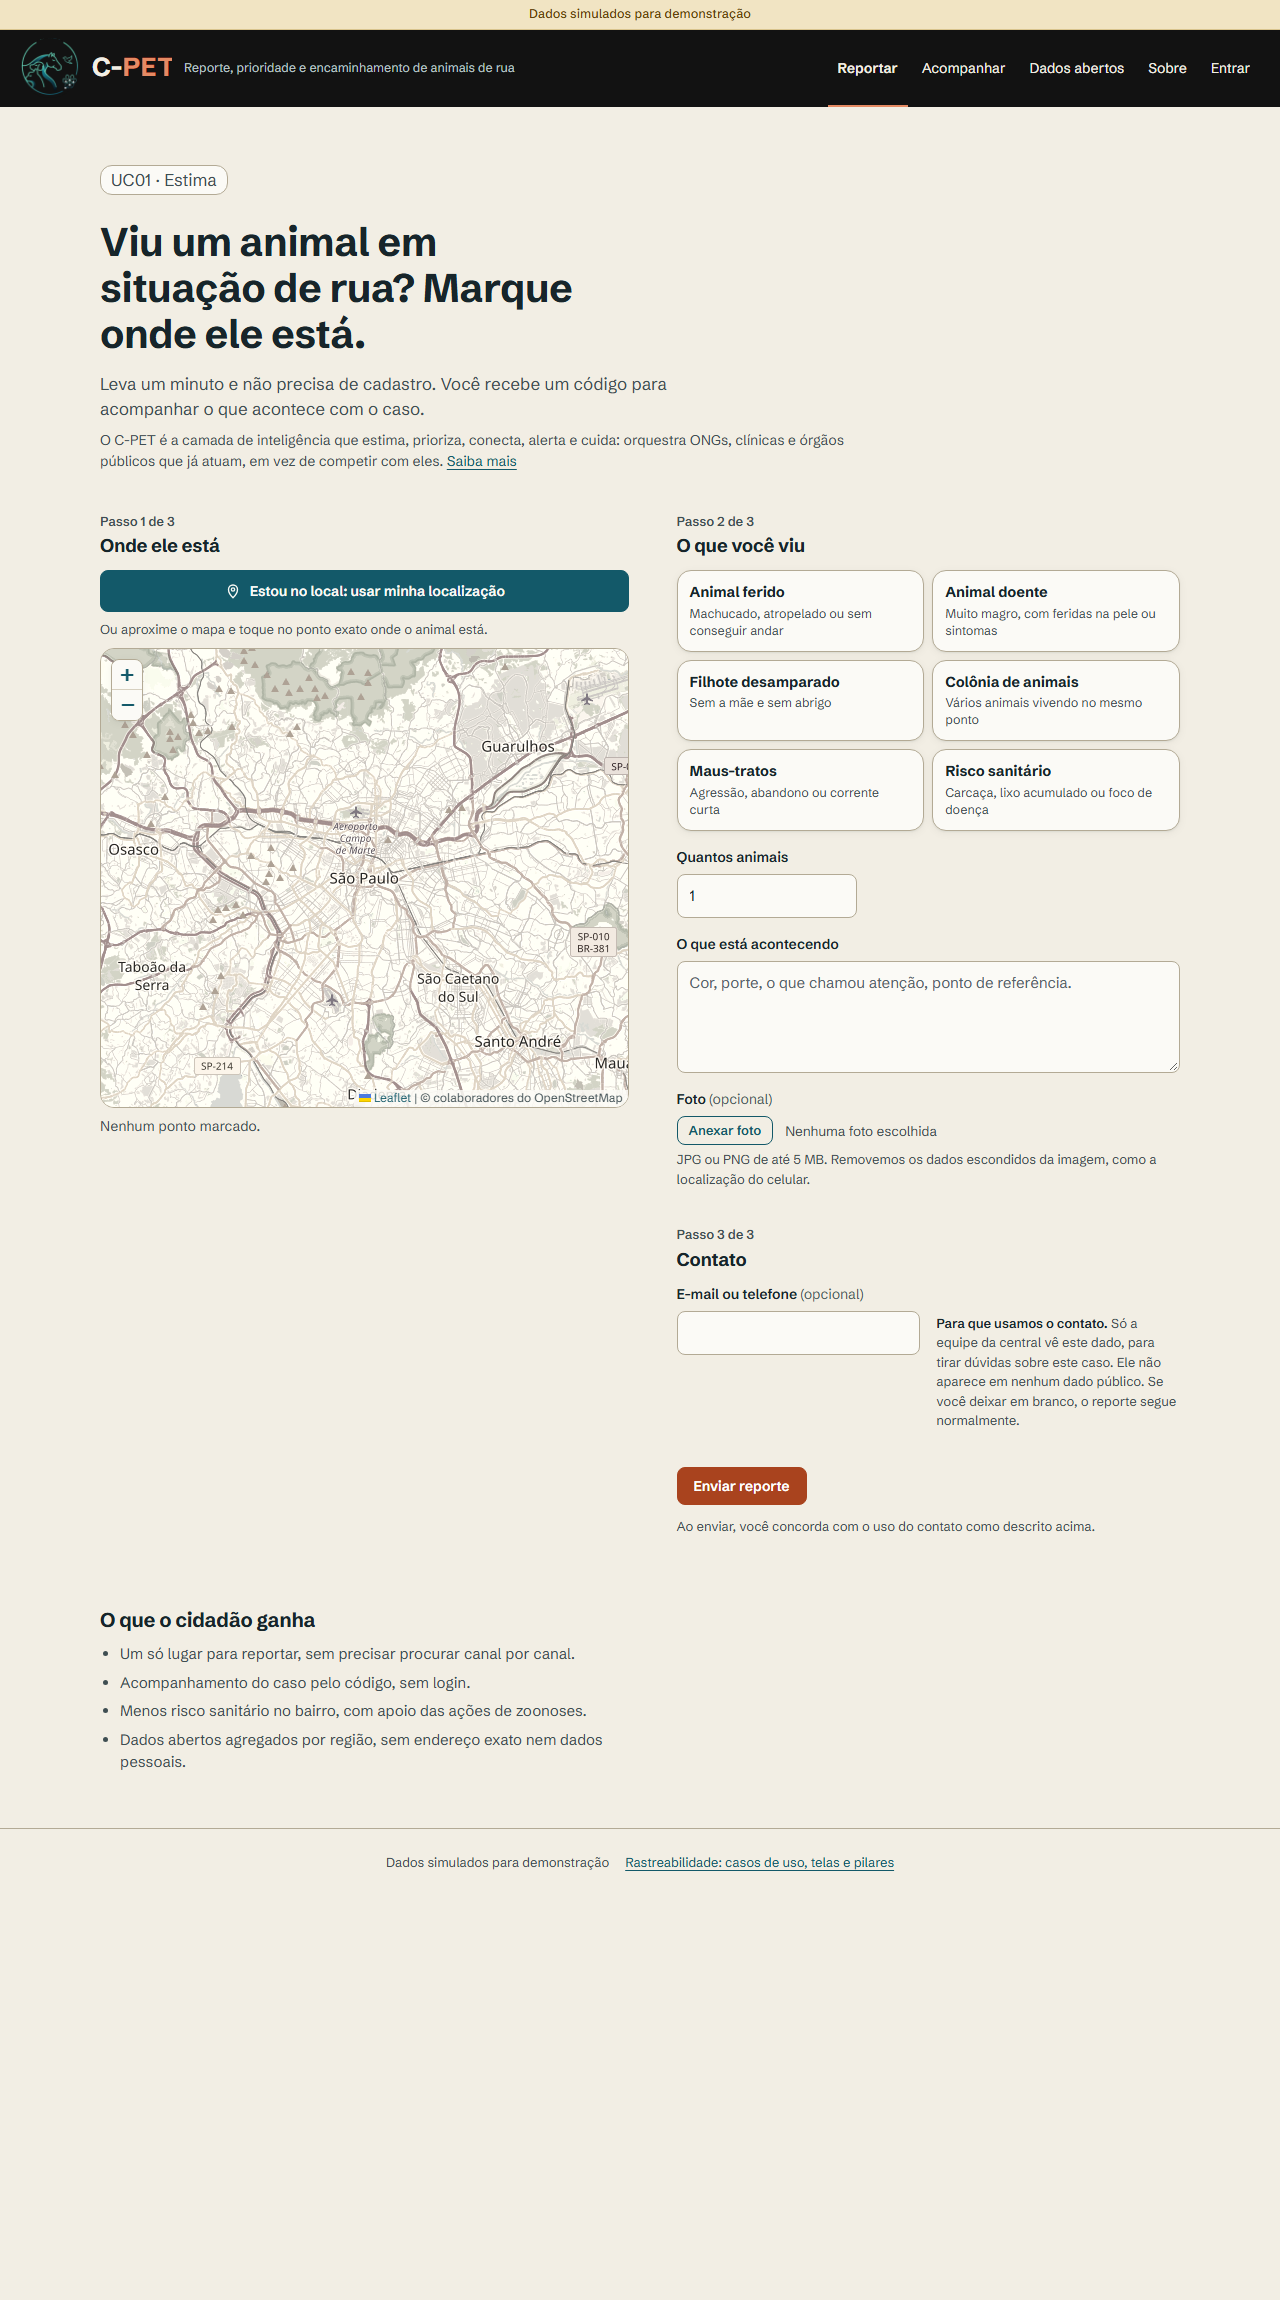 Dados simulados para demonstração
C-PET Reporte, prioridade e encaminhamento de animais de rua
Reportar Acompanhar Dados abertos Sobre Entrar
UC01 · Estima
Viu um animal em
situação de rua? Marque
onde ele está.
Leva um minuto e não precisa de cadastro. Você recebe um código para
acompanhar o que acontece com o caso.
O C-PET é a camada de inteligência que estima, prioriza, conecta, alerta e cuida: orquestra ONGs, clínicas e órgãos
públicos que já atuam, em vez de competir com eles. Saiba mais
Passo 1 de 3
Onde ele está
Estou no local: usar minha localização
Ou aproxime o mapa e toque no ponto exato onde o animal está.
+
−
Guarulhos
Aeroporto
Campo
de Marte
Osasco
São Paulo
SP-010
BR-381
Taboão da
Serra
São Caetano
do Sul
Santo André
SP-214
Leaflet | © colaboradores do OpenStreetMap
Nenhum ponto marcado.
Passo 2 de 3
O que você viu
Animal ferido
Machucado, atropelado ou sem
conseguir andar
Animal doente
Muito magro, com feridas na pele ou
sintomas
Filhote desamparado
Sem a mãe e sem abrigo
Colônia de animais
Vários animais vivendo no mesmo
ponto
Maus-tratos
Agressão, abandono ou corrente
curta
Risco sanitário
Carcaça, lixo acumulado ou foco de
doença
Quantos animais
1
O que está acontecendo
Cor, porte, o que chamou atenção, ponto de referência.
Foto (opcional)
Anexar foto Nenhuma foto escolhida
JPG ou PNG de até 5 MB. Removemos os dados escondidos da imagem, como a
localização do celular.
Passo 3 de 3
Contato
E-mail ou telefone (opcional)
Para que usamos o contato. Só a
equipe da central vê este dado, para
tirar dúvidas sobre este caso. Ele não
aparece em nenhum dado público. Se
você deixar em branco, o reporte segue
normalmente.
Enviar reporte
Ao enviar, você concorda com o uso do contato como descrito acima.
O que o cidadão ganha
• Um só lugar para reportar, sem precisar procurar canal por canal.
• Acompanhamento do caso pelo código, sem login.
• Menos risco sanitário no bairro, com apoio das ações de zoonoses.
• Dados abertos agregados por região, sem endereço exato nem dados
pessoais.
Dados simulados para demonstração Rastreabilidade: casos de uso, telas e pilares